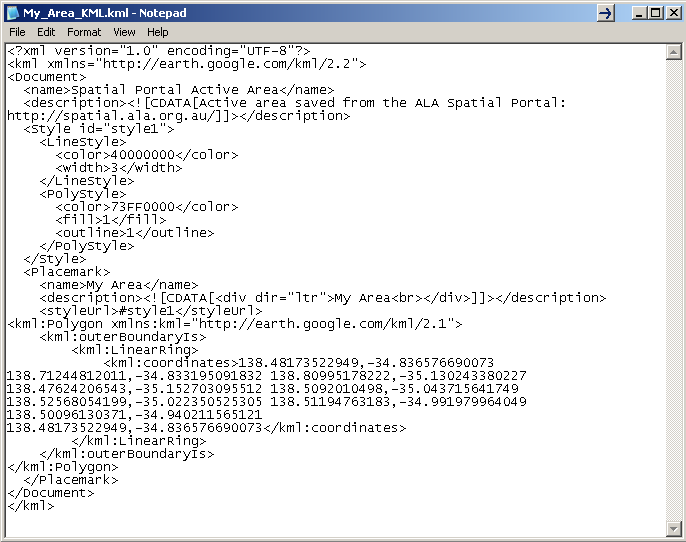 My_Area_KML.kml - Notepad
File Edit Format View Help
<?xml version="1.0" encoding="UTF-8"?>
<kml xmlns="http://earth.google.com/kml/2.2">
<Document>
  <name>Spatial Portal Active Area</name>
  <description><![CDATA[Active area saved from the ALA Spatial Portal:
http://spatial.ala.org.au/]]></description>
  <Style id="style1">
    <LineStyle>
      <color>40000000</color>
      <width>3</width>
    </LineStyle>
    <PolyStyle>
      <color>73FF0000</color>
      <fill>1</fill>
      <outline>1</outline>
    </PolyStyle>
  </Style>
  <Placemark>
    <name>My Area</name>
    <description><![CDATA[<div dir="ltr">My Area<br></div>]]></description>
    <styleUrl>#style1</styleUrl>
<kml:Polygon xmlns:kml="http://earth.google.com/kml/2.1">
    <kml:outerBoundaryIs>
        <kml:LinearRing>
            <kml:coordinates>138.48173522949,-34.836576690073
138.71244812011,-34.833195091832 138.80995178222,-35.130243380227
138.47624206543,-35.152703095512 138.5092010498,-35.043715641749
138.52568054199,-35.022350525305 138.51194763183,-34.991979964049
138.50096130371,-34.940211565121
138.48173522949,-34.836576690073</kml:coordinates>
        </kml:LinearRing>
    </kml:outerBoundaryIs>
</kml:Polygon>
  </Placemark>
</Document>
</kml>